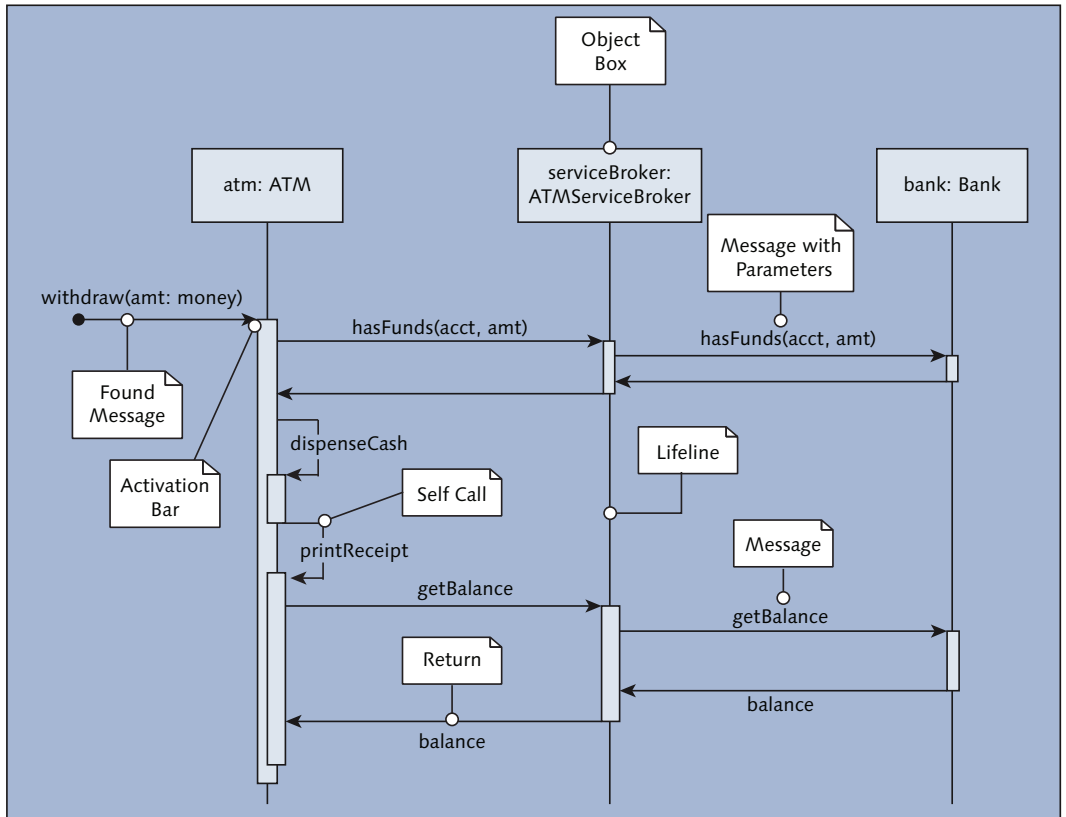 Object
Box
atm: ATM
serviceBroker:
ATMServiceBroker
bank: Bank
Message with
Parameters
withdraw(amt: money)
hasFunds(acct, amt)
hasFunds(acct, amt)
Found
Message
dispenseCash
Lifeline
Activation
Bar
Self Call
printReceipt
Message
getBalance
getBalance
Return
balance
balance